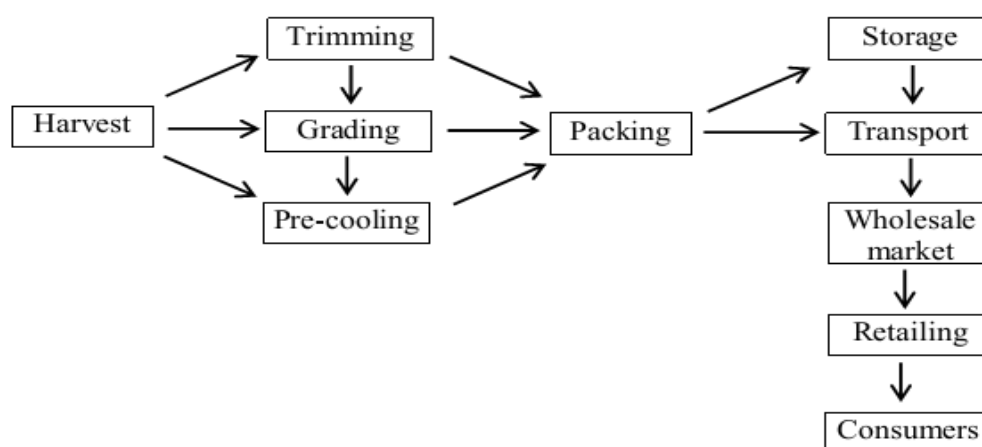 Harvest
Trimming
Grading
Pre-cooling
Packing
Storage
Transport
Wholesale
market
Retailing
Consumers